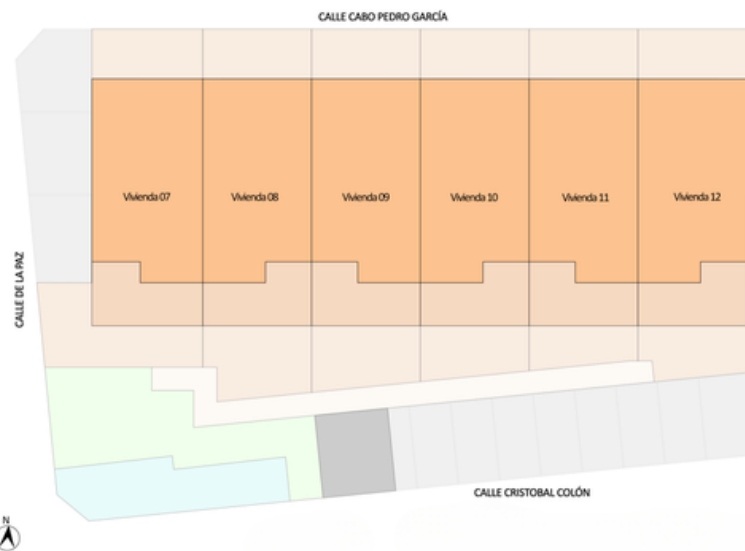 CALLE CABO PEDRO GARCÍA
Vivienda 07
Vivienda 08
Vivienda 09
Vivienda 10
Vivienda 11
Vivienda 12
CALLE DE LA PAZ
CALLE CRISTOBAL COLÓN
N